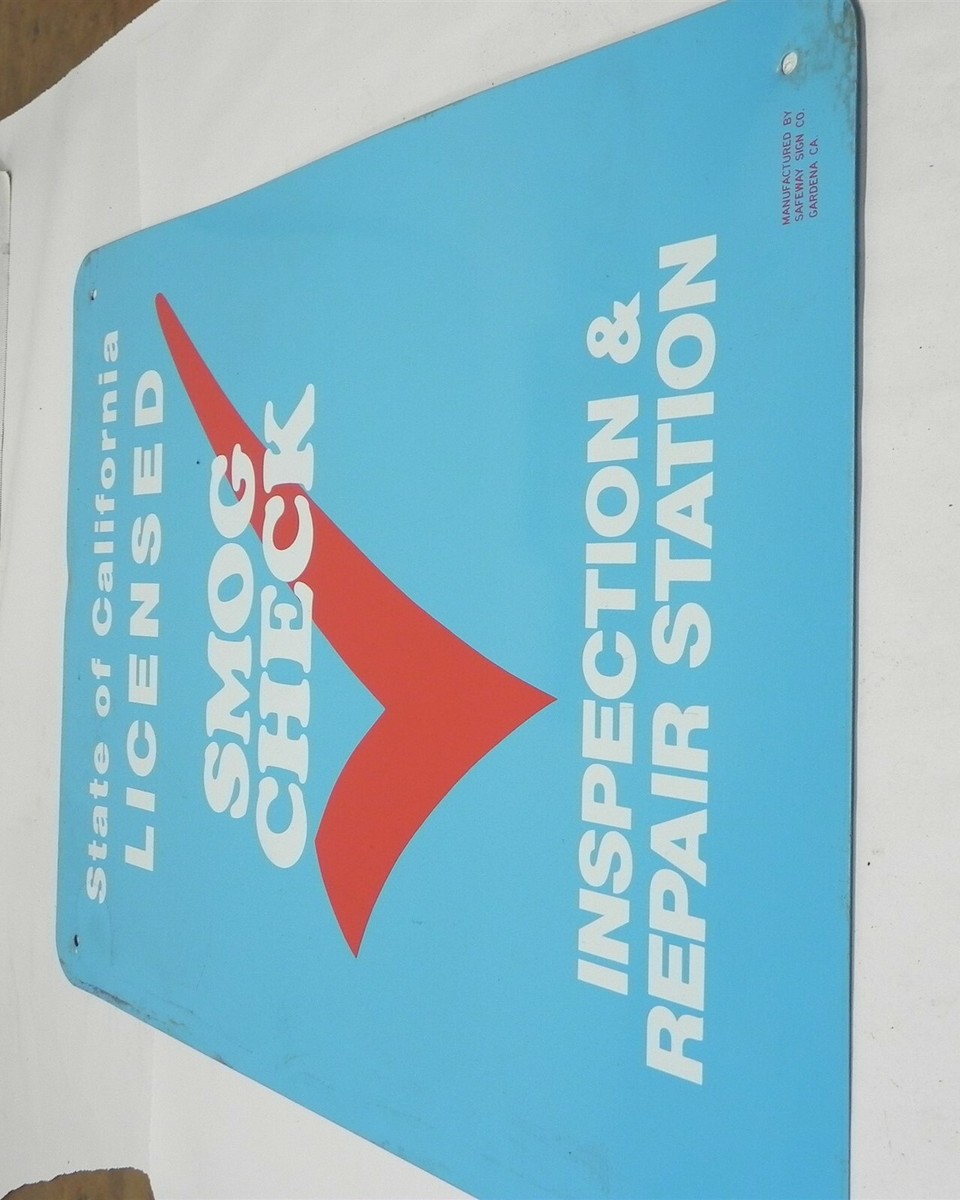 State of California
LICENSED
SMOG
CHECK
INSPECTION &
REPAIR STATION
MANUFACTURED BY
SAFEWAY SIGN CO.
GARDENA CA.